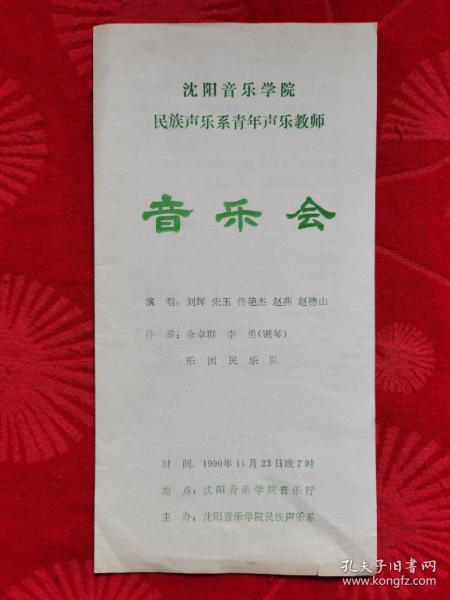 沈阳音乐学院
民族声乐系青年声乐教师
音乐会
演 唱：刘辉 朱玉 佟艳杰 赵燕 赵德山
伴 奏：余卓群 李 勇（钢琴）
乐团民乐队
时 间：1990年11月23日晚7时
地 点：沈阳音乐学院音乐厅
主 办：沈阳音乐学院民族声乐系
孔夫子旧书网
www.kongfz.com